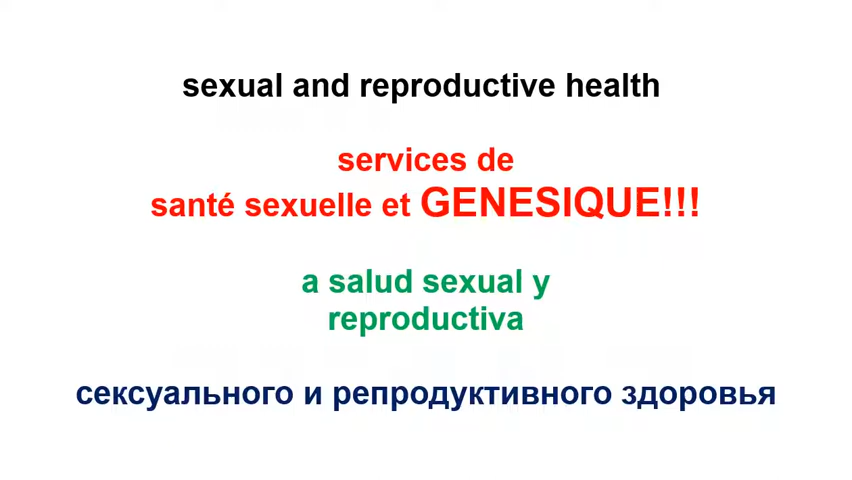 sexual and reproductive health
services de
santé sexuelle et GENESIQUE!!!
a salud sexual y
reproductiva
сексуального и репродуктивного здоровья